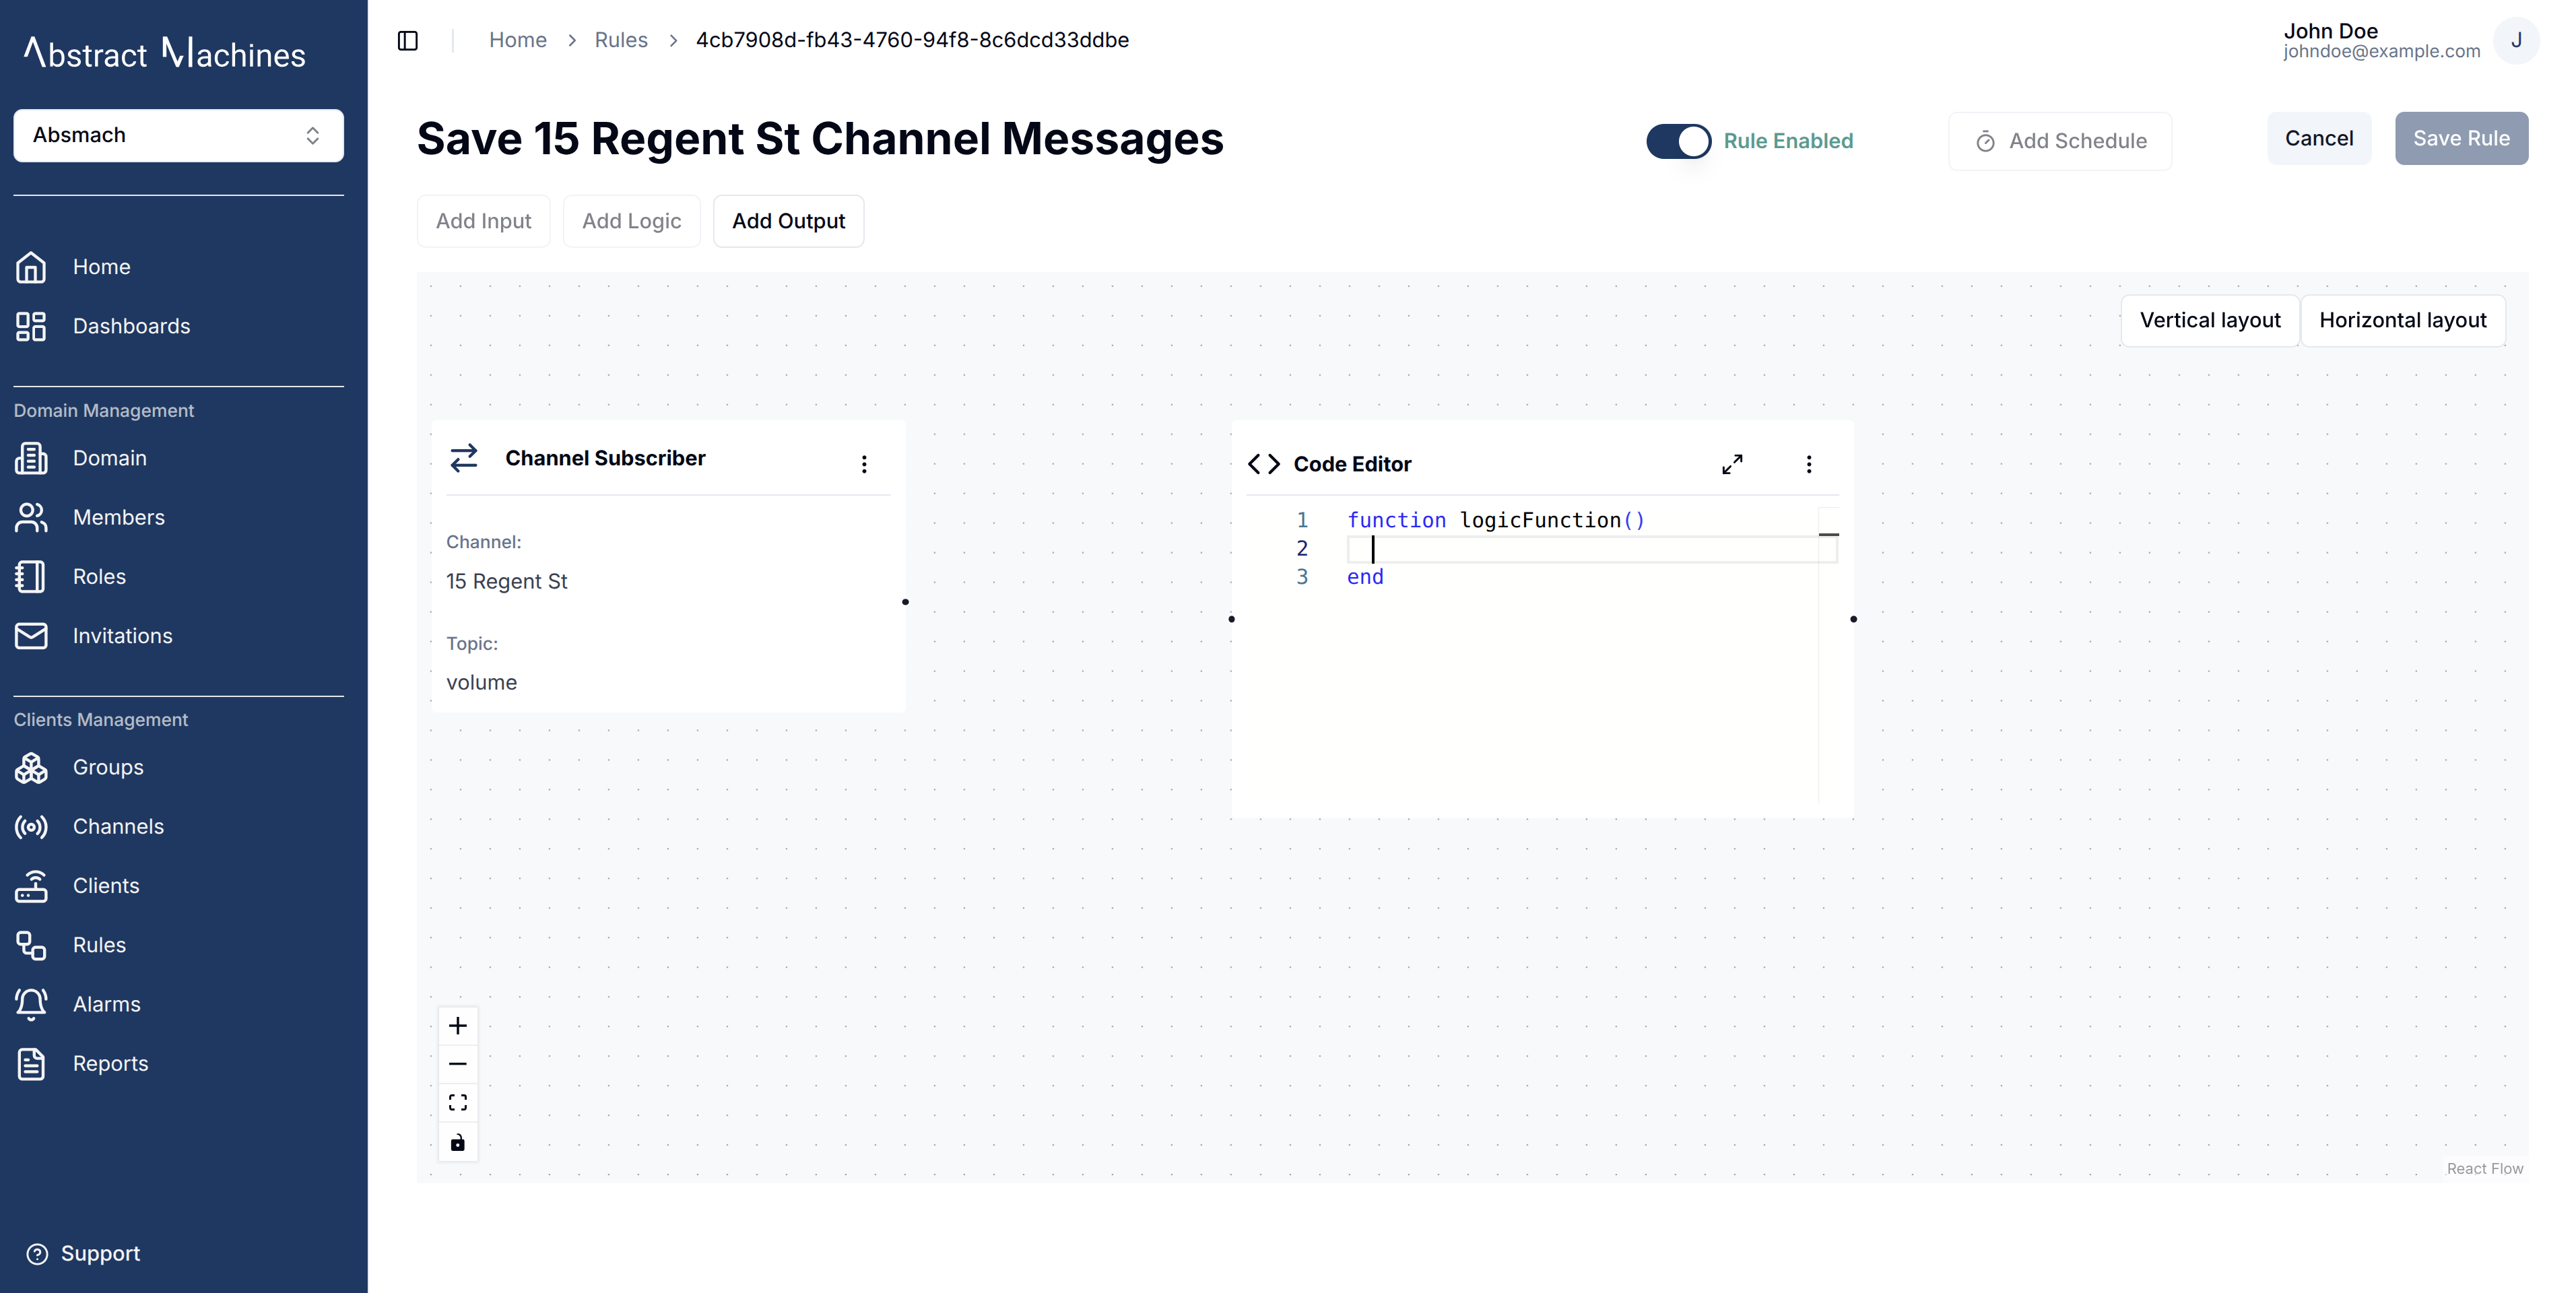 Abstract Machines
Absmach
Home
Dashboards
Domain Management
Domain
Members
Roles
Invitations
Clients Management
Groups
Channels
Clients
Rules
Alarms
Reports
Support
Home > Rules > 4cb7908d-fb43-4760-94f8-8c6dcd33ddbe
John Doe
johndoe@example.com
J
Save 15 Regent St Channel Messages
Rule Enabled
Add Schedule
Cancel
Save Rule
Add Input
Add Logic
Add Output
Vertical layout
Horizontal layout
Channel Subscriber
Channel:
15 Regent St
Topic:
volume
Code Editor
1 function logicFunction()
2
3 end
React Flow